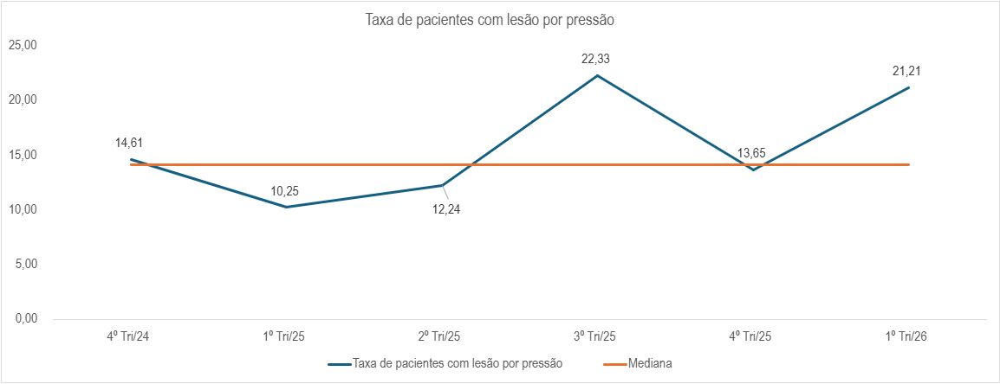 Taxa de pacientes com lesão por pressão
25,00
20,00
15,00
10,00
5,00
0,00
14,61
10,25
12,24
22,33
13,65
21,21
4º Tri/24
1º Tri/25
2º Tri/25
3º Tri/25
4º Tri/25
1º Tri/26
Taxa de pacientes com lesão por pressão
Mediana